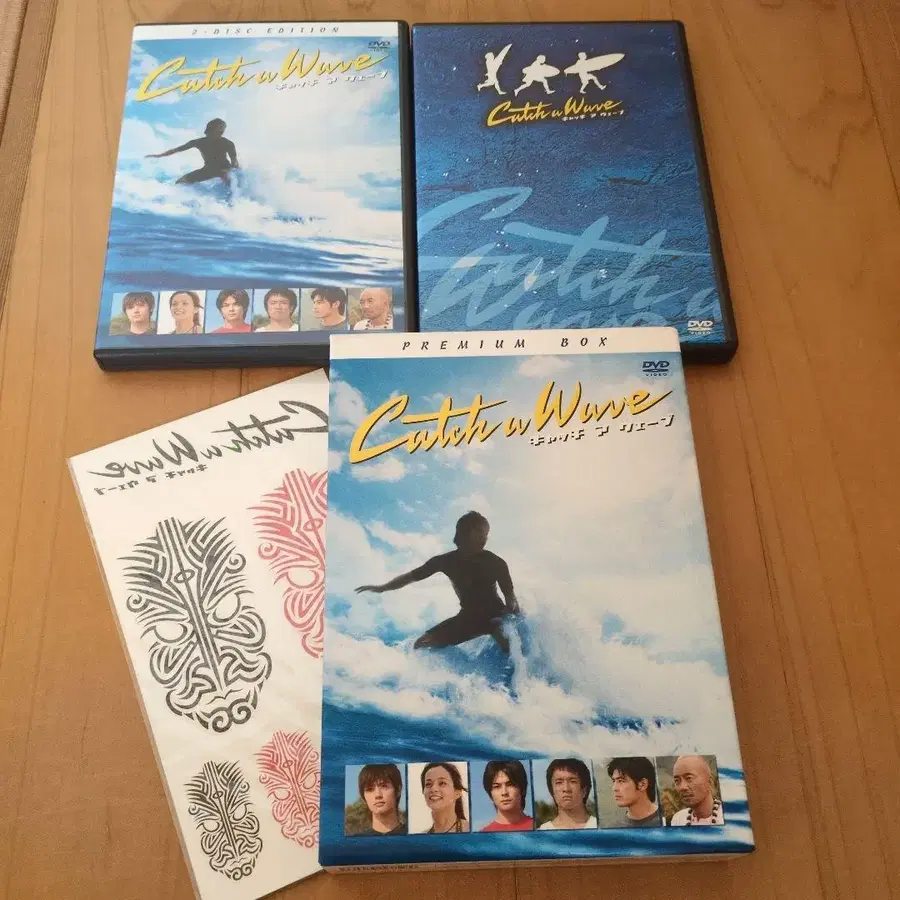 2-DISC EDITION
DVD
VIDEO
Catch a Wave
キャッチ ア ウェーブ
Catch a Wave
キャッチ ア ウェーブ
Catch a
Wave
DVD
VIDEO
PREMIUM BOX
DVD
VIDEO
Catch a Wave
キャッチ ア ウェーブ
Catch
a Wave
キャッチ ア ウェーブ